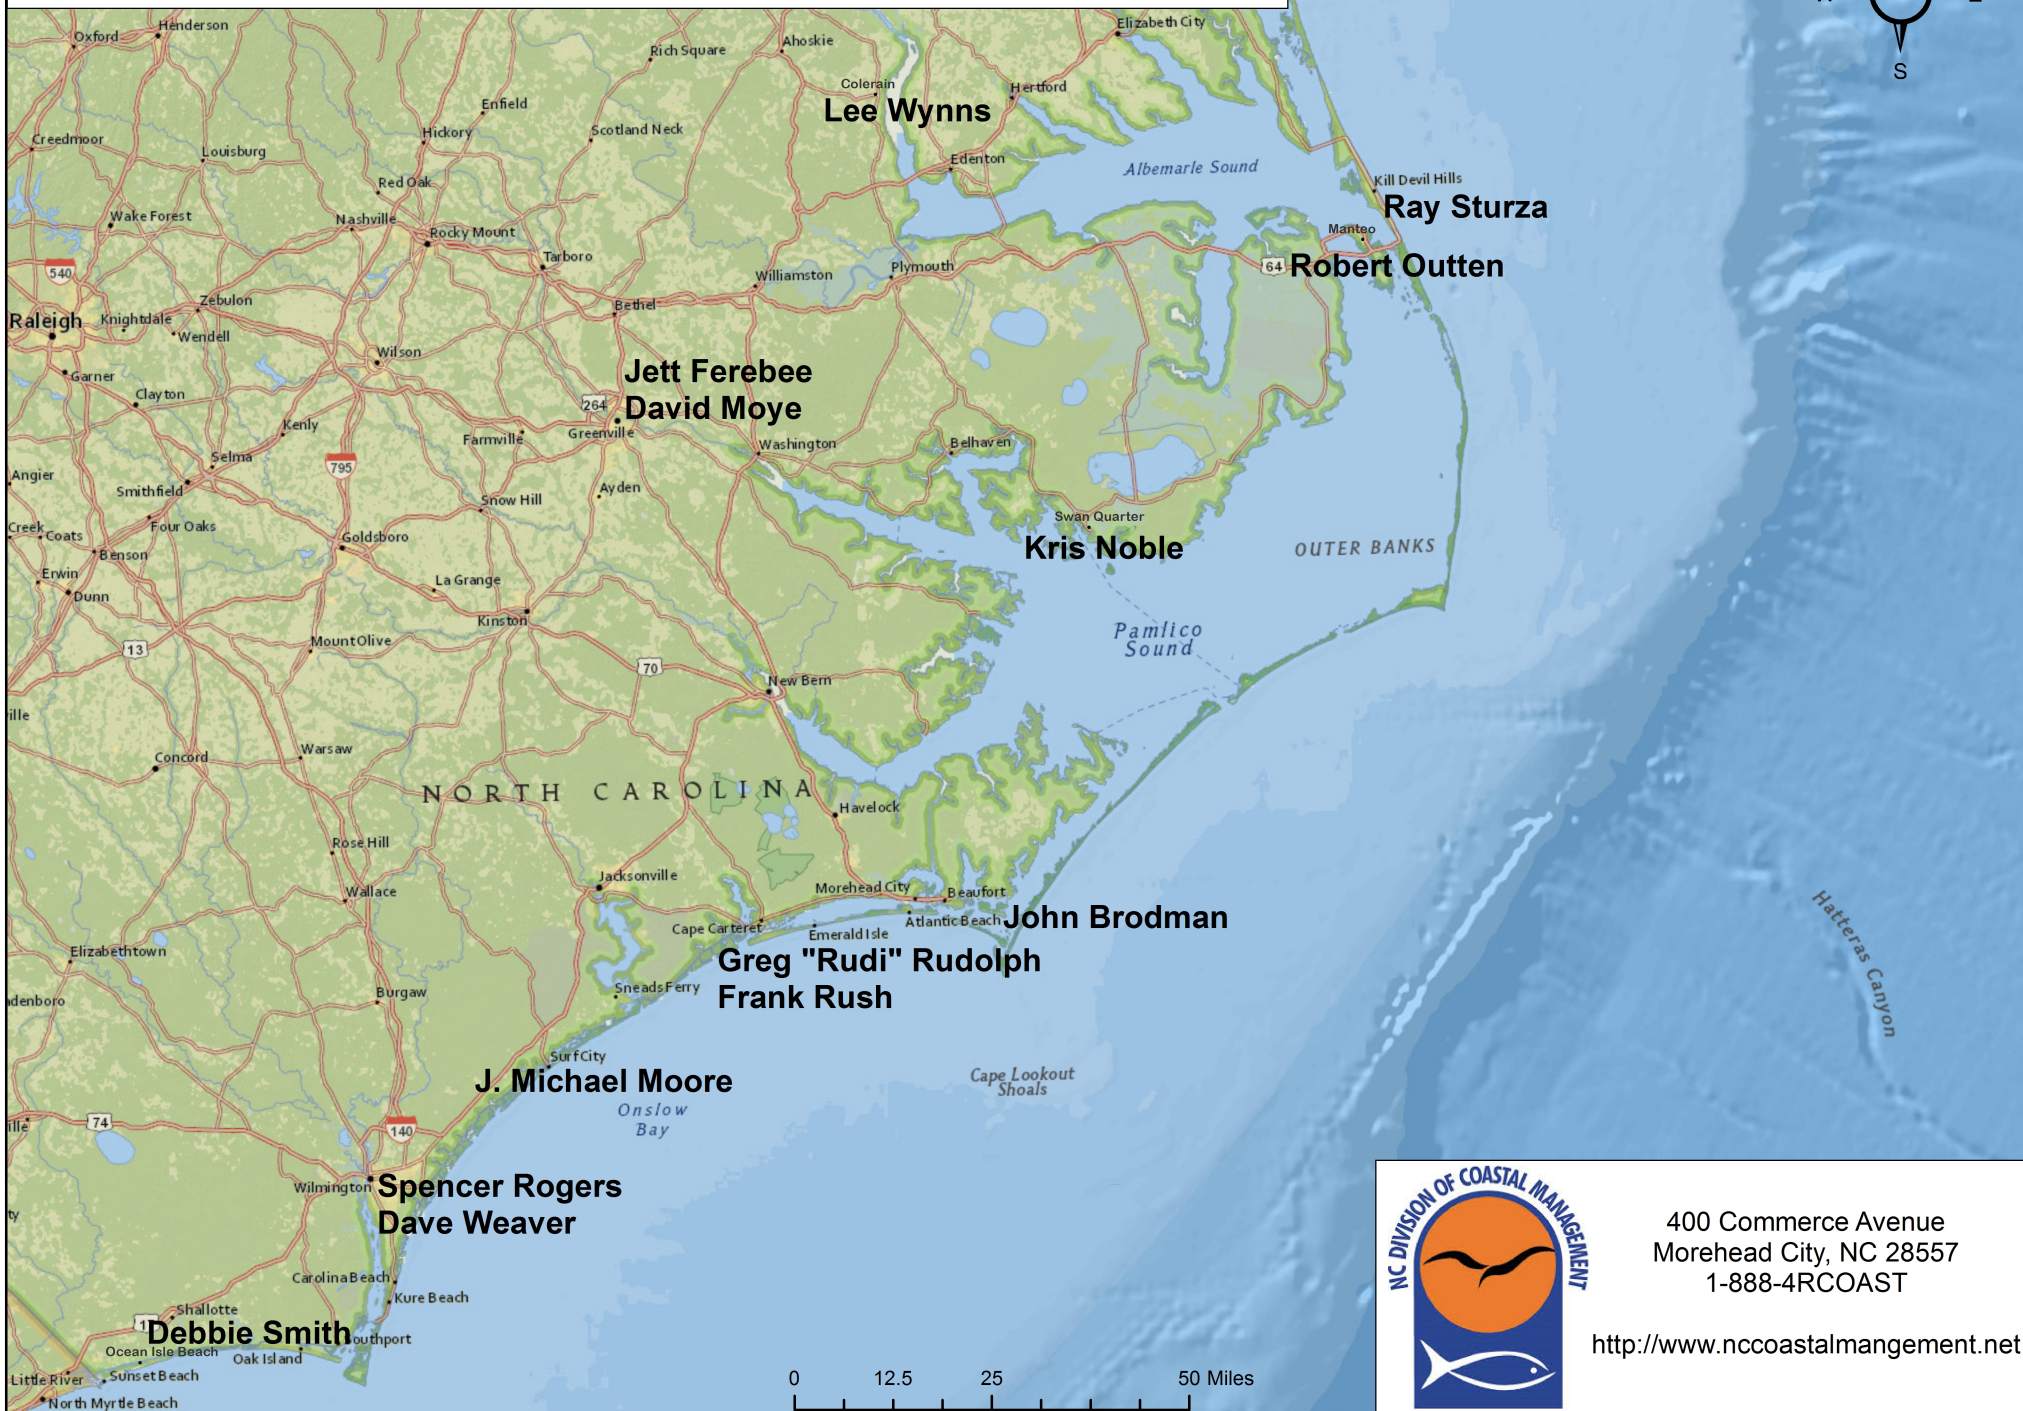 Oxford
Henderson
Rich Square
Ahoskie
Elizabeth City
S
Colerain
Lee Wynns
Hertford
Enfield
Hickory
Scotland Neck
Creedmoor
Louisburg
Edenton
Albemarle Sound
Red Oak
Kill Devil Hills
Ray Sturza
Wake Forest
Nashville
Rocky Mount
Manteo
Tarboro
540
Williamston
Plymouth
64
Robert Outten
Zebulon
Bethel
Raleigh
Knightdale
Wendell
Wilson
Garner
Jett Ferebee
David Moye
Clayton
264
Kenly
Farmville
Greenville
Washington
Belhaven
Selma
795
Angier
Smithfield
Snow Hill
Ayden
Swan Quarter
Kris Noble
Creek
Coats
Four Oaks
Goldsboro
OUTER BANKS
Benson
Erwin
Dunn
La Grange
Kinston
Pamlico
Sound
13
Mount Olive
70
New Bern
ville
Concord
Warsaw
NORTH CAROLINA
Havelock
Rose Hill
Wallace
Jacksonville
Morehead City
Beaufort
Hatteras Canyon
Cape Carteret
Emerald Isle
Atlantic Beach
John Brodman
Greg "Rudi" Rudolph
Frank Rush
Elizabethtown
Sneads Ferry
adenboro
Burgaw
Surf City
J. Michael Moore
Onslow
Bay
Cape Lookout
Shoals
ille
74
140
Wilmington
Spencer Rogers
Dave Weaver
ty
Carolina Beach
Kure Beach
Shallotte
Debbie Smith
outhport
Ocean Isle Beach
Oak Island
Little River
Sunset Beach
North Myrtle Beach
0 12.5 25 50 Miles
NC DIVISION OF COASTAL MANAGEMENT
400 Commerce Avenue
Morehead City, NC 28557
1-888-4RCOAST
http://www.nccoastalmangement.net